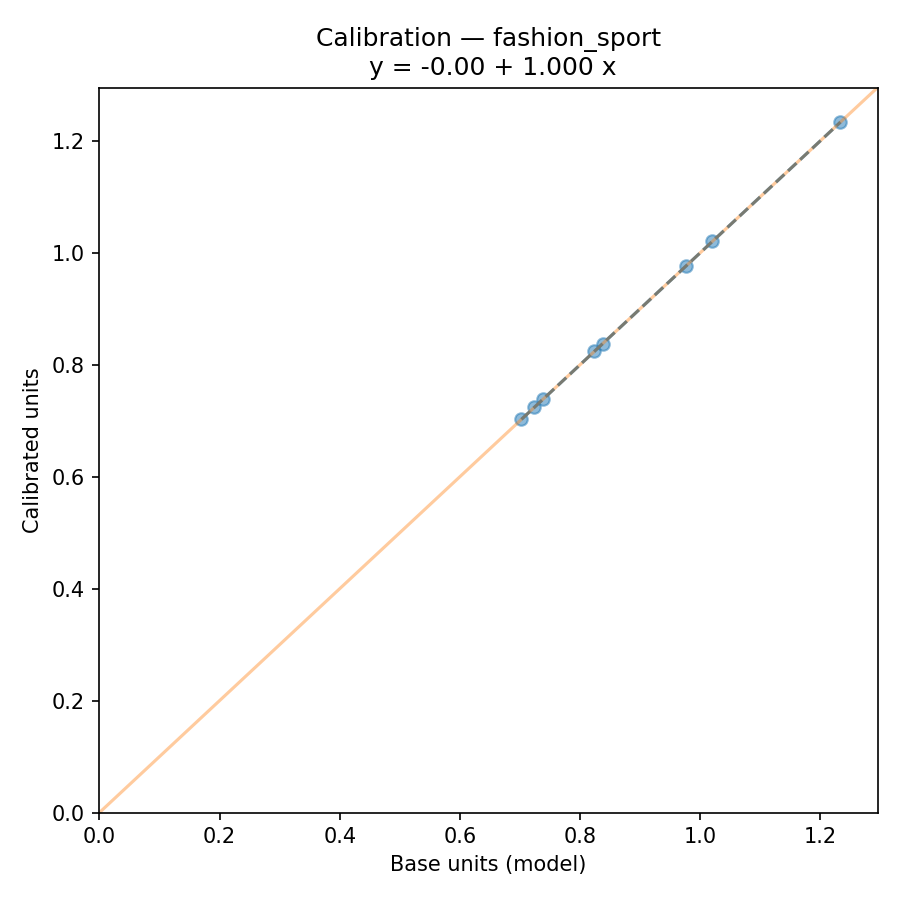 Calibration — fashion_sport
y = -0.00 + 1.000 x
1.2
1.0
0.8
0.6
0.4
0.2
0.0
Calibrated units
0.0 0.2 0.4 0.6 0.8 1.0 1.2
Base units (model)